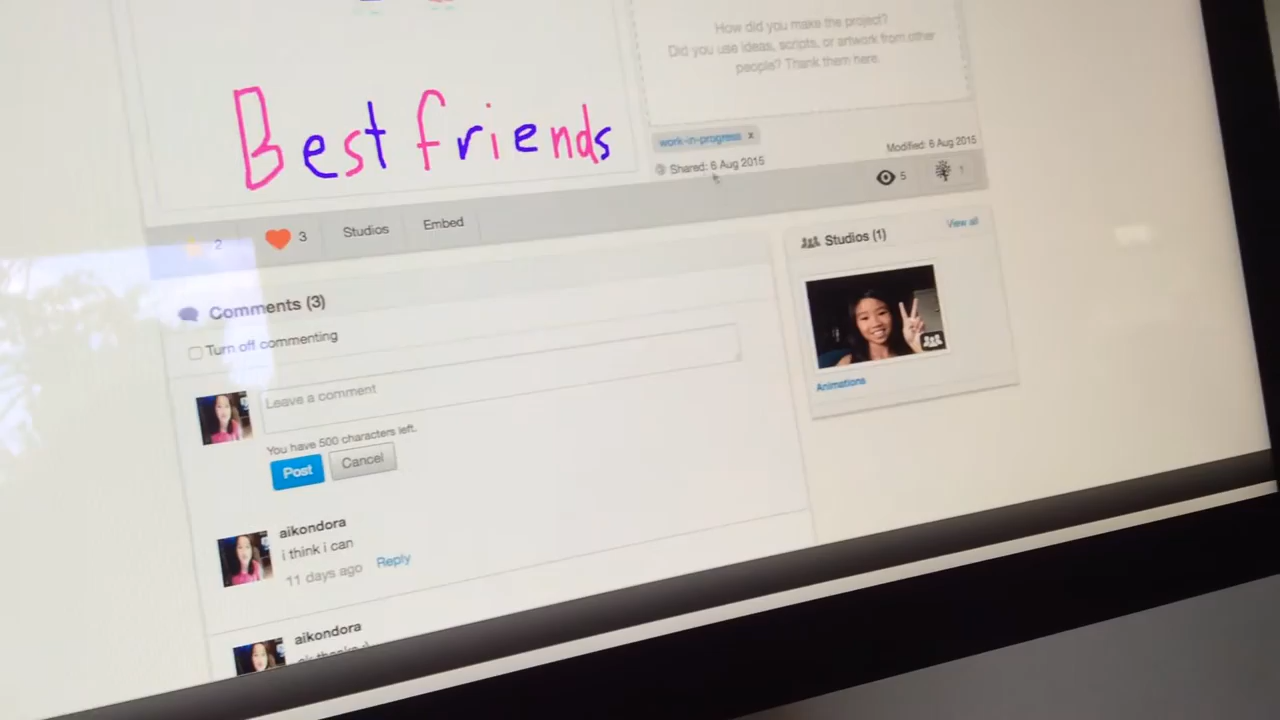 How did you make the project?
Did you use ideas, scripts, or artwork from other
people? Thank them here.
Best friends
work-in-progress x
Shared: 6 Aug 2015
Modified: 6 Aug 2015
5
1
2
3
Studios
Embed
Studios (1)
View all
Animations
Comments (3)
Turn off commenting
Leave a comment
You have 500 characters left.
Post
Cancel
aikondora
i think i can
11 days ago
Reply
aikondora